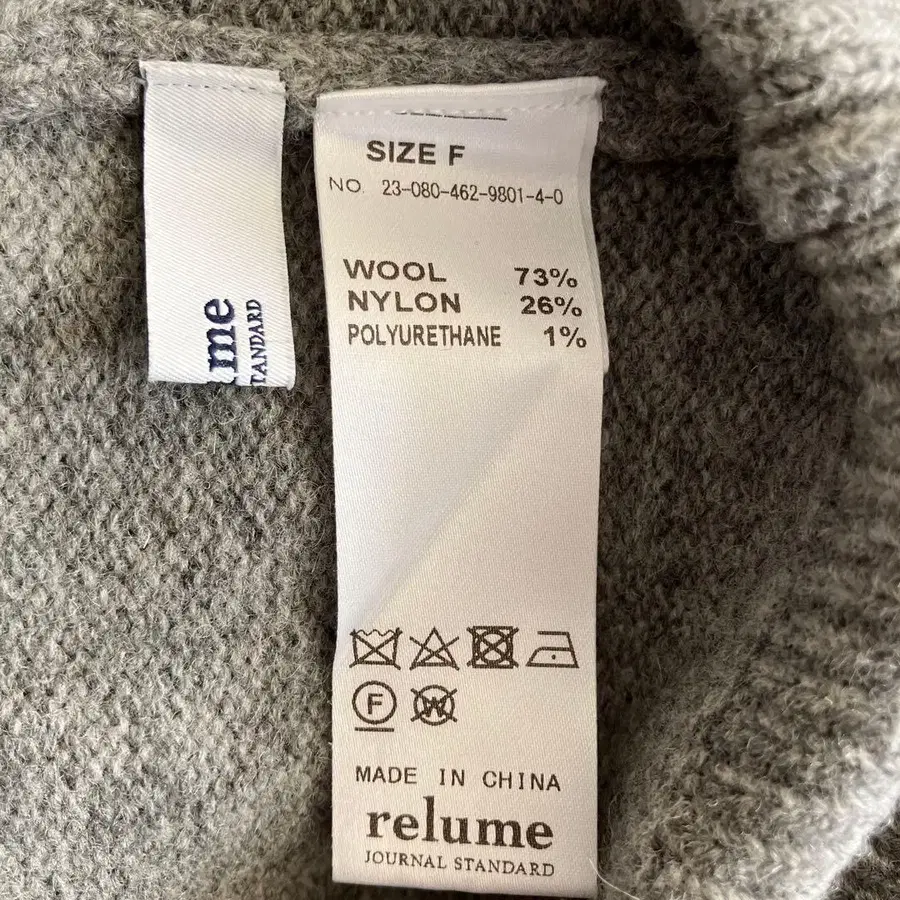 SIZE F
NO. 23-080-462-9801-4-0
WOOL 73%
NYLON 26%
POLYURETHANE 1%
F
W
MADE IN CHINA
relume
JOURNAL STANDARD
me
TANDARD